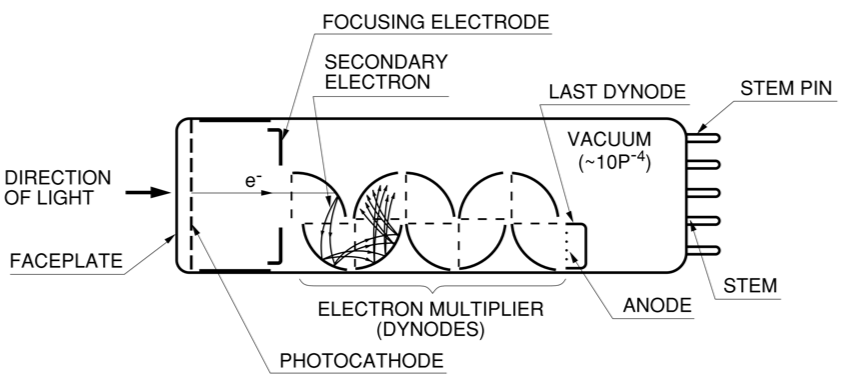 FOCUSING ELECTRODE
SECONDARY
ELECTRON
LAST DYNODE
STEM PIN
VACUUM
(~10P⁻⁴)
DIRECTION
OF LIGHT
e-
FACEPLATE
STEM
ELECTRON MULTIPLIER
(DYNODES)
ANODE
PHOTOCATHODE